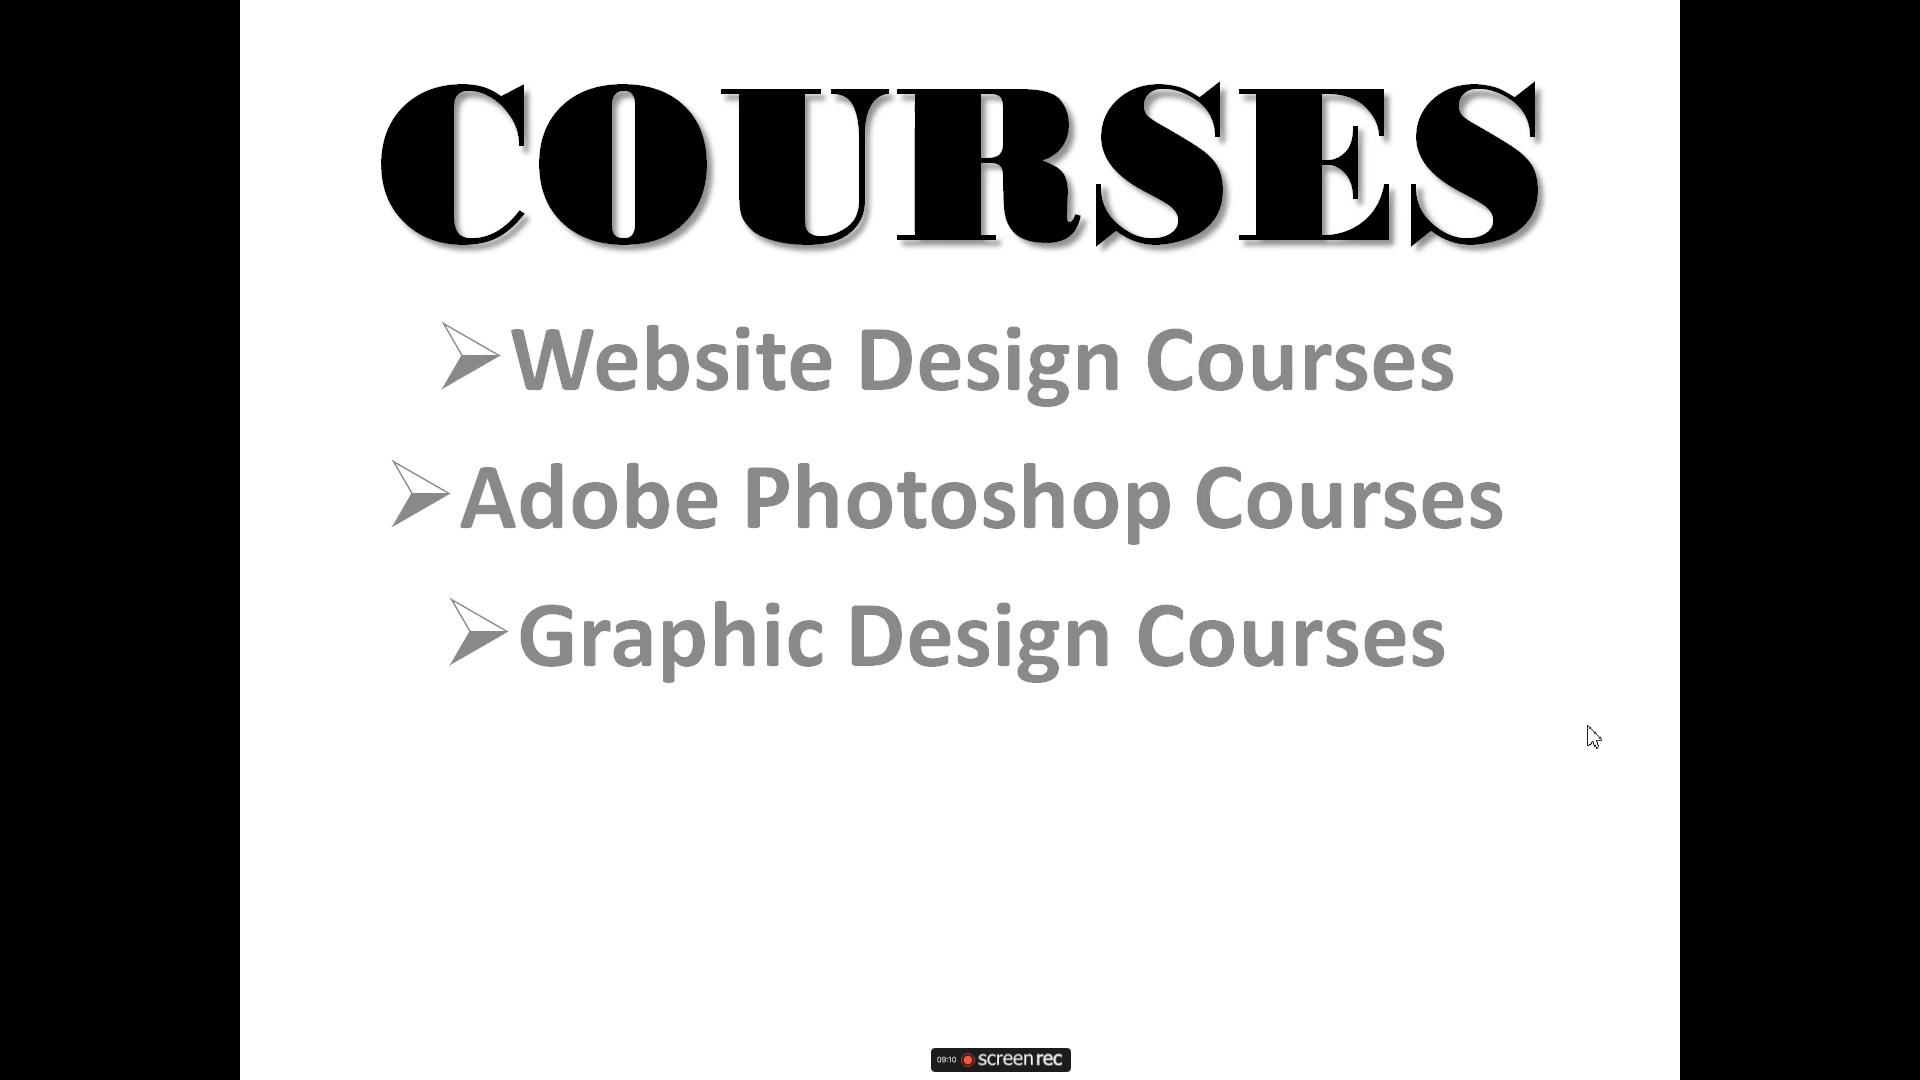 COURSES
➢Website Design Courses
➢Adobe Photoshop Courses
➢Graphic Design Courses
09:10 screenrec